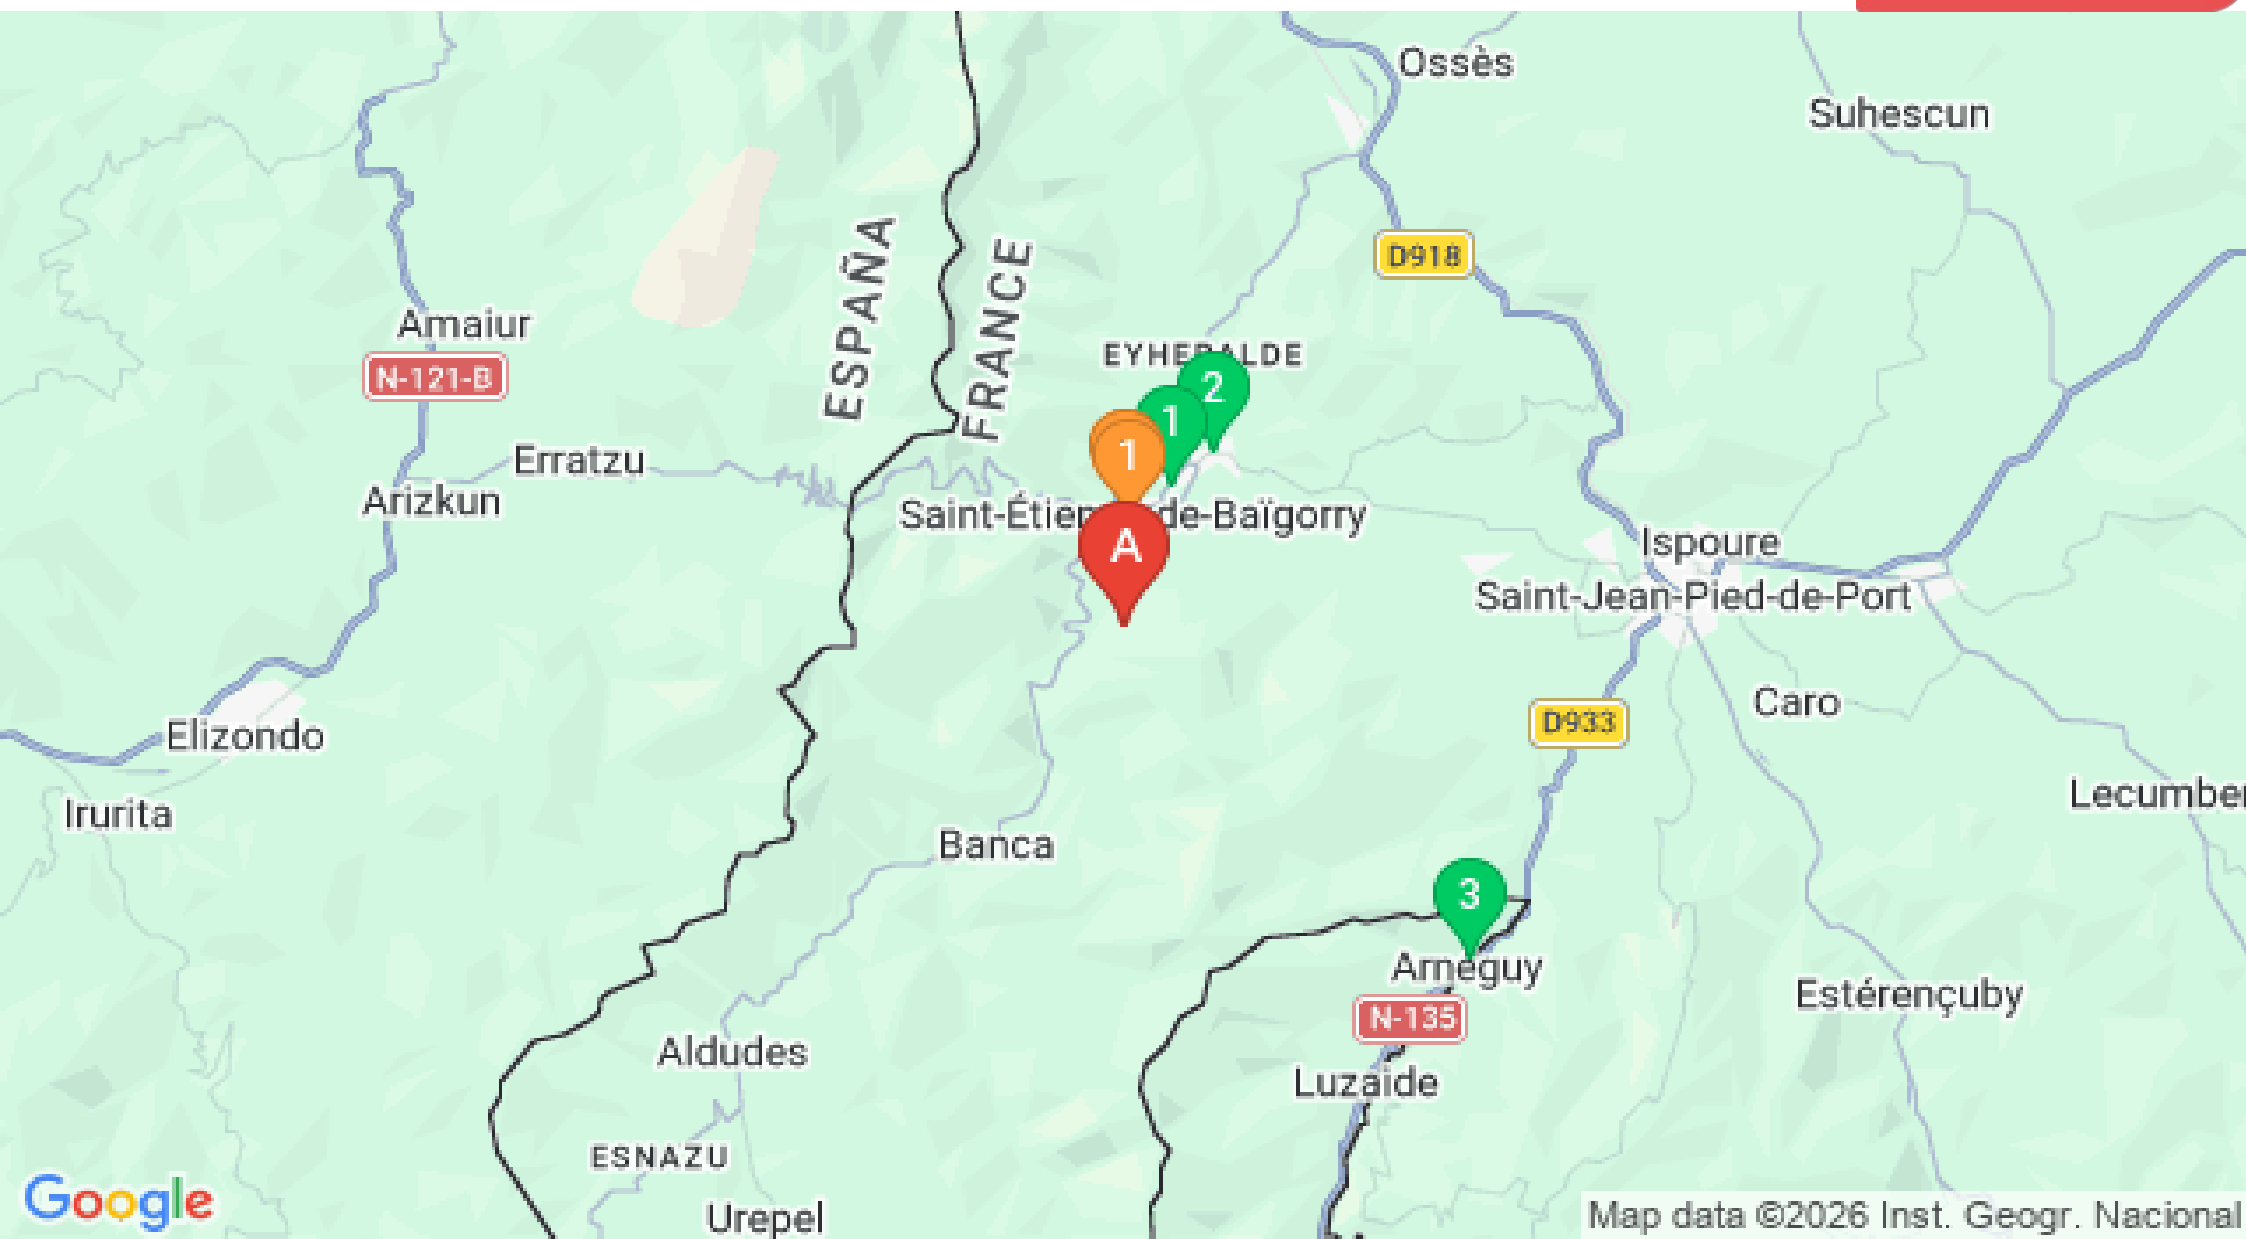 Ossès
Suhescun
D918
ESPAÑA
FRANCE
Amaiur
EYHERALDE
N-121-B
2
1
1
Erratzu
Arizkun
Saint-Étienne-de-Baïgorry
A
Ispoure
Saint-Jean-Pied-de-Port
Caro
D933
Elizondo
Irurita
Lecumber
Banca
3
Arnéguy
Estérençuby
N-135
Aldudes
Luzaide
ESNAZU
Urepel
Google
Map data ©2026 Inst. Geogr. Nacional